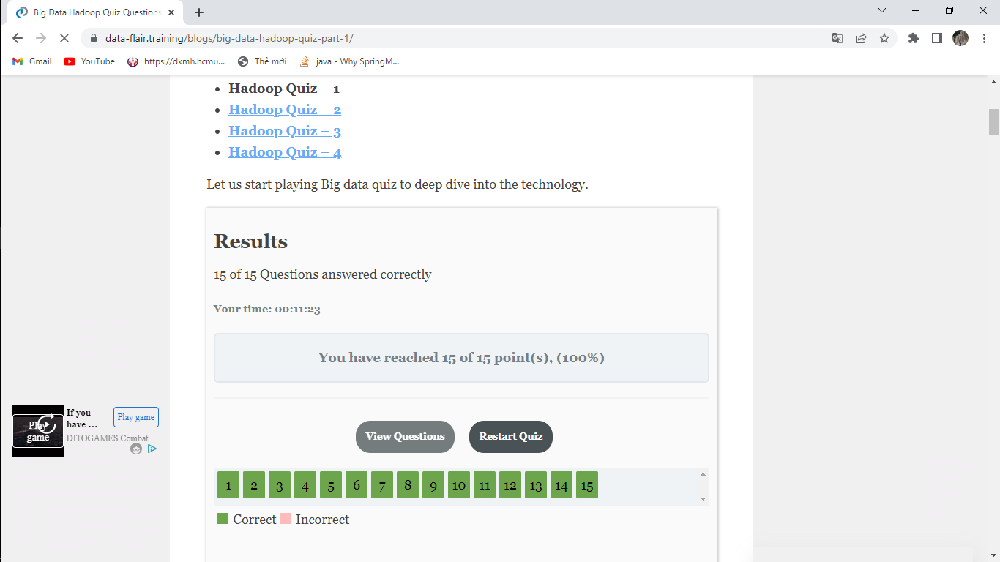 Big Data Hadoop Quiz Questions
data-flair.training/blogs/big-data-hadoop-quiz-part-1/
Gmail YouTube https://dkmh.hcmu... Thẻ mới java - Why SpringM...
Hadoop Quiz – 1
Hadoop Quiz – 2
Hadoop Quiz – 3
Hadoop Quiz – 4
Let us start playing Big data quiz to deep dive into the technology.
Results
15 of 15 Questions answered correctly
Your time: 00:11:23
You have reached 15 of 15 point(s), (100%)
If you
have ...
Play game
Play
game
DITOGAMES Combat...
View Questions Restart Quiz
1 2 3 4 5 6 7 8 9 10 11 12 13 14 15
Correct Incorrect